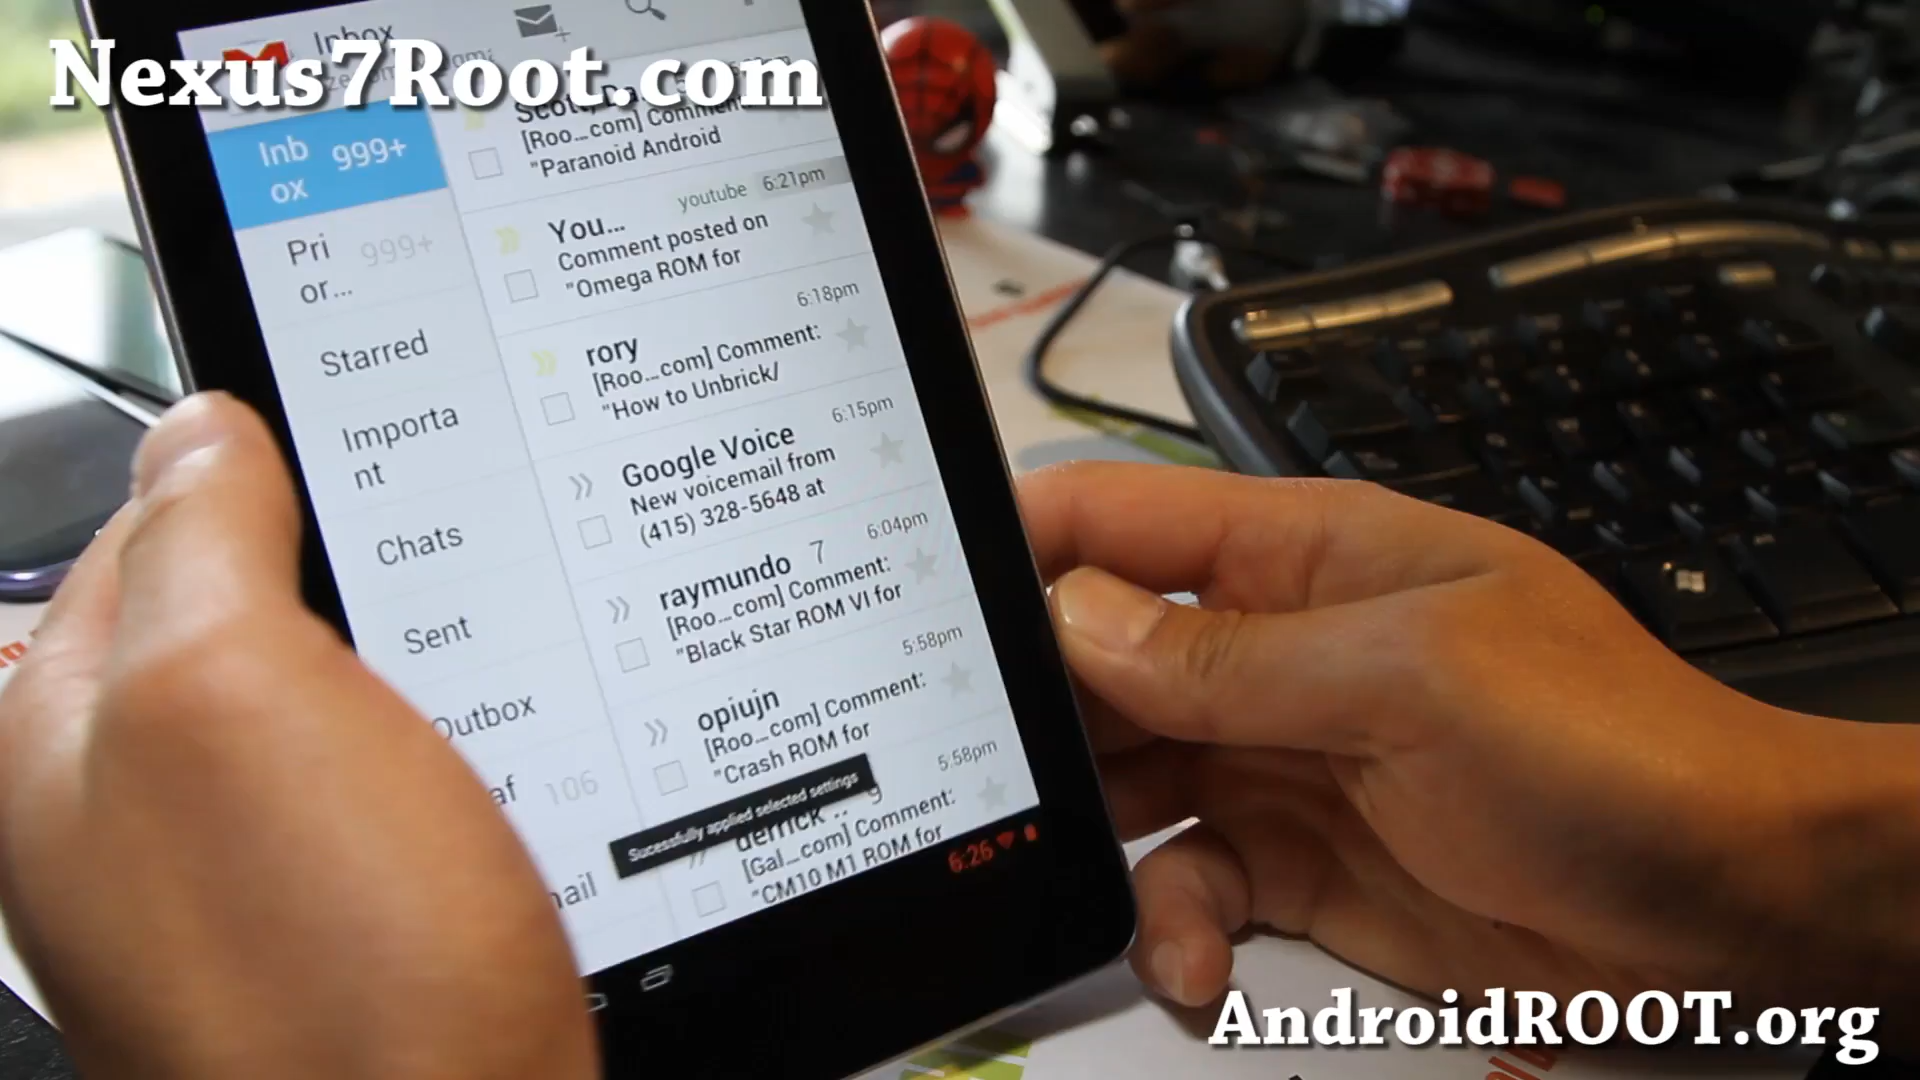 Nexus7Root.com
Inbox
Inb
ox
999+
Pri
or...
999+
Starred
Importa
nt
Chats
Sent
Outbox
106
[Roo...com]
"Paranoid Android
youtube 6:21pm
You...
Comment posted on
"Omega ROM for
6:18pm
rory
[Roo...com] Comment:
"How to Unbrick/
6:15pm
Google Voice
New voicemail from
(415) 328-5648 at
6:04pm
raymundo 7
[Roo...com] Comment:
"Black Star ROM VI for
5:58pm
opiujn
[Roo...com] Comment:
"Crash ROM for
Sucessfully applied selected settings
5:58pm
derrick .. 9
[Gal...com] Comment:
"CM10 M1 ROM for
6:26
AndroidROOT.org